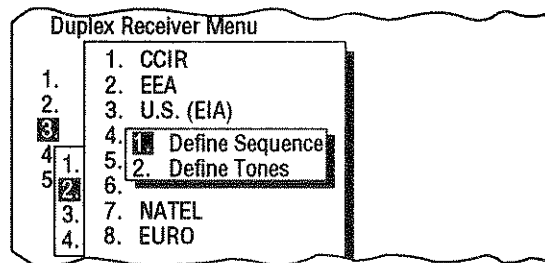 Duplex Receiver Menu
1. CCIR
1.
2. EEA
2.
3. U.S. (EIA)
3
4. 1. Define Sequence
4 1.
5. 2. Define Tones
5 2
6.
3.
7. NATEL
4.
8. EURO